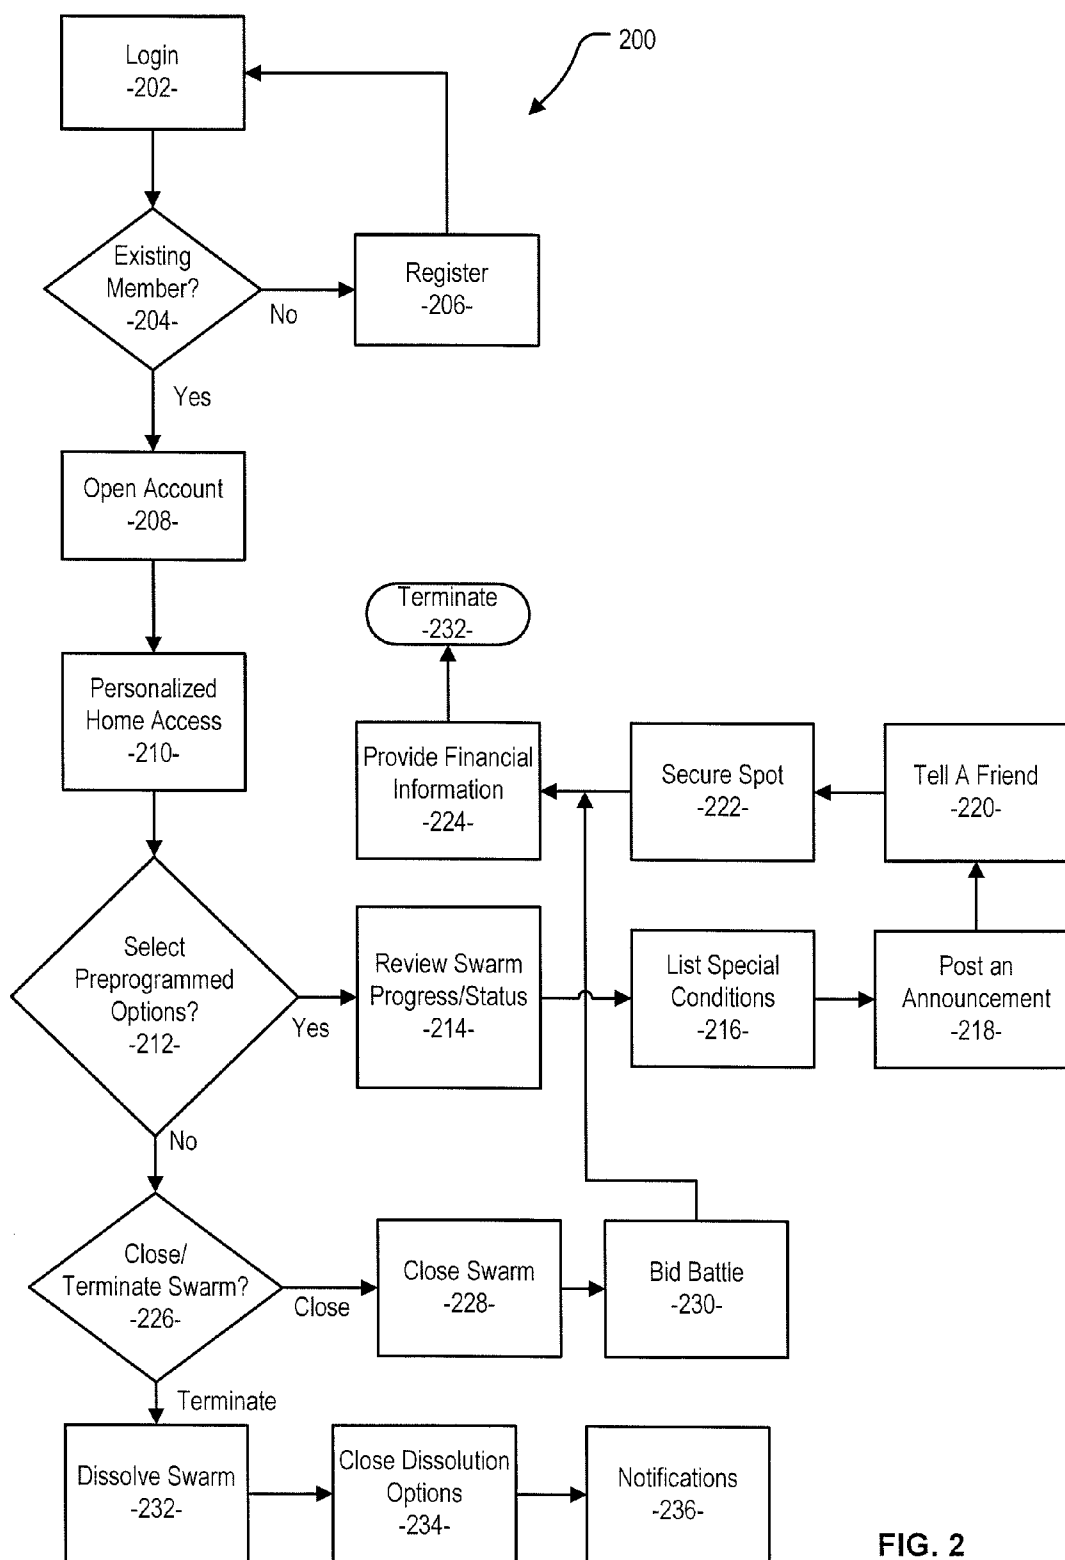 Login
-202-
200
Existing
Member?
-204-
No
Register
-206-
Yes
Open Account
-208-
Terminate
-232-
Personalized
Home Access
-210-
Provide Financial
Information
-224-
Secure Spot
-222-
Tell A Friend
-220-
Select
Preprogrammed
Options?
-212-
Yes
Review Swarm
Progress/Status
-214-
List Special
Conditions
-216-
Post an
Announcement
-218-
No
Close/
Terminate Swarm?
-226-
Close
Close Swarm
-228-
Bid Battle
-230-
Terminate
Dissolve Swarm
-232-
Close Dissolution
Options
-234-
Notifications
-236-
FIG. 2